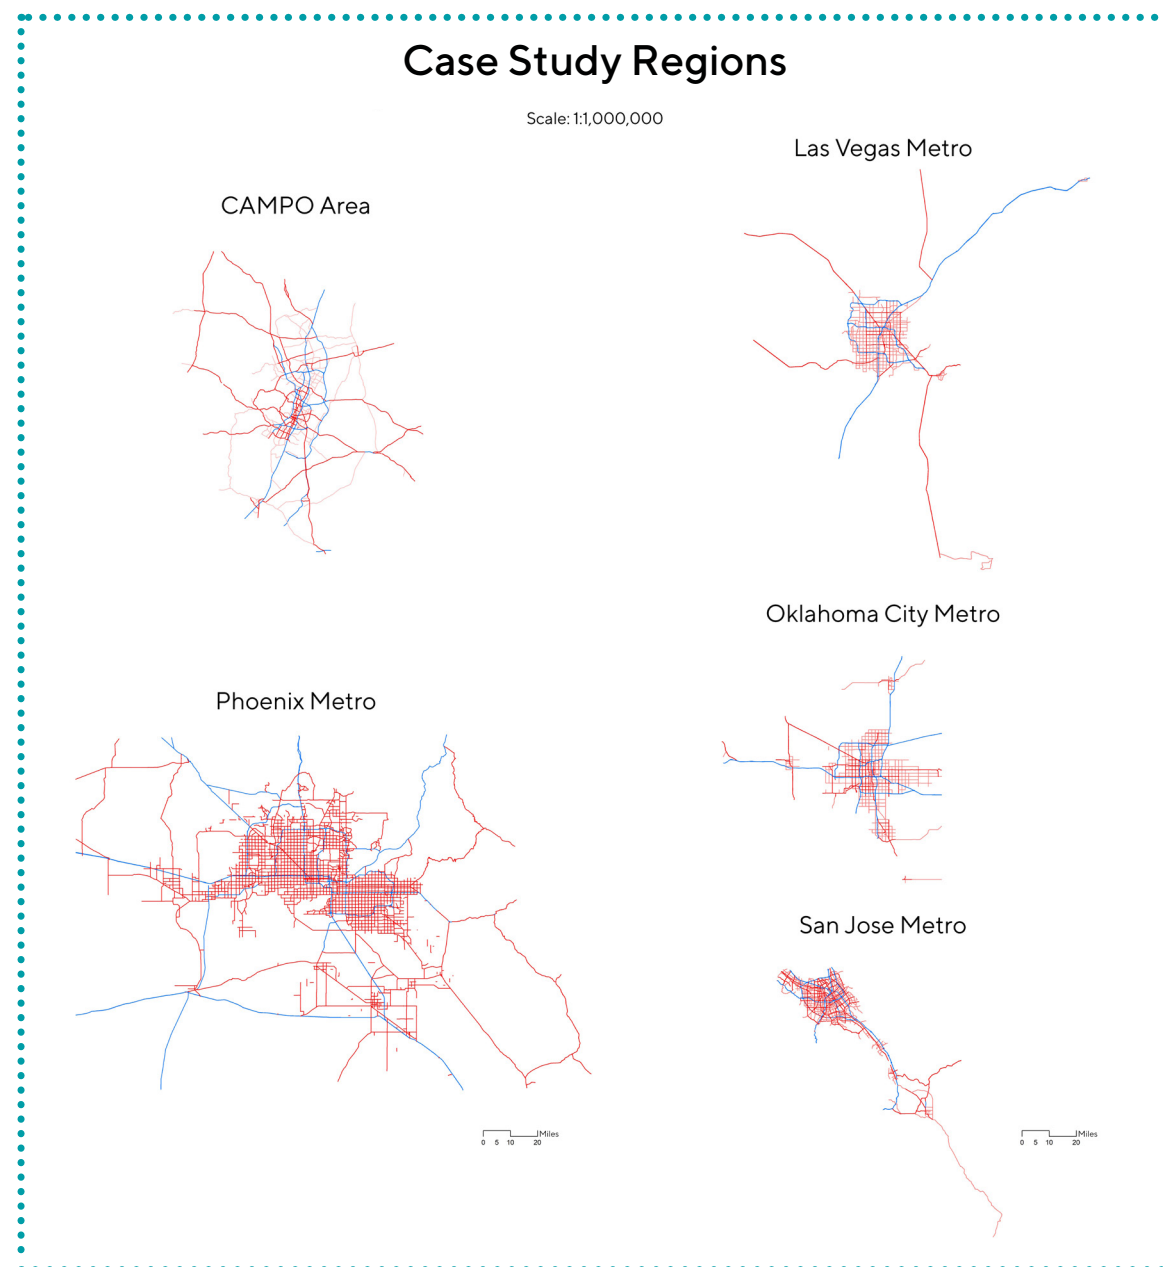 Case Study Regions
Scale: 1:1,000,000
Las Vegas Metro
CAMPO Area
Oklahoma City Metro
Phoenix Metro
San Jose Metro
Miles
0 5 10 20
Miles
0 5 10 20